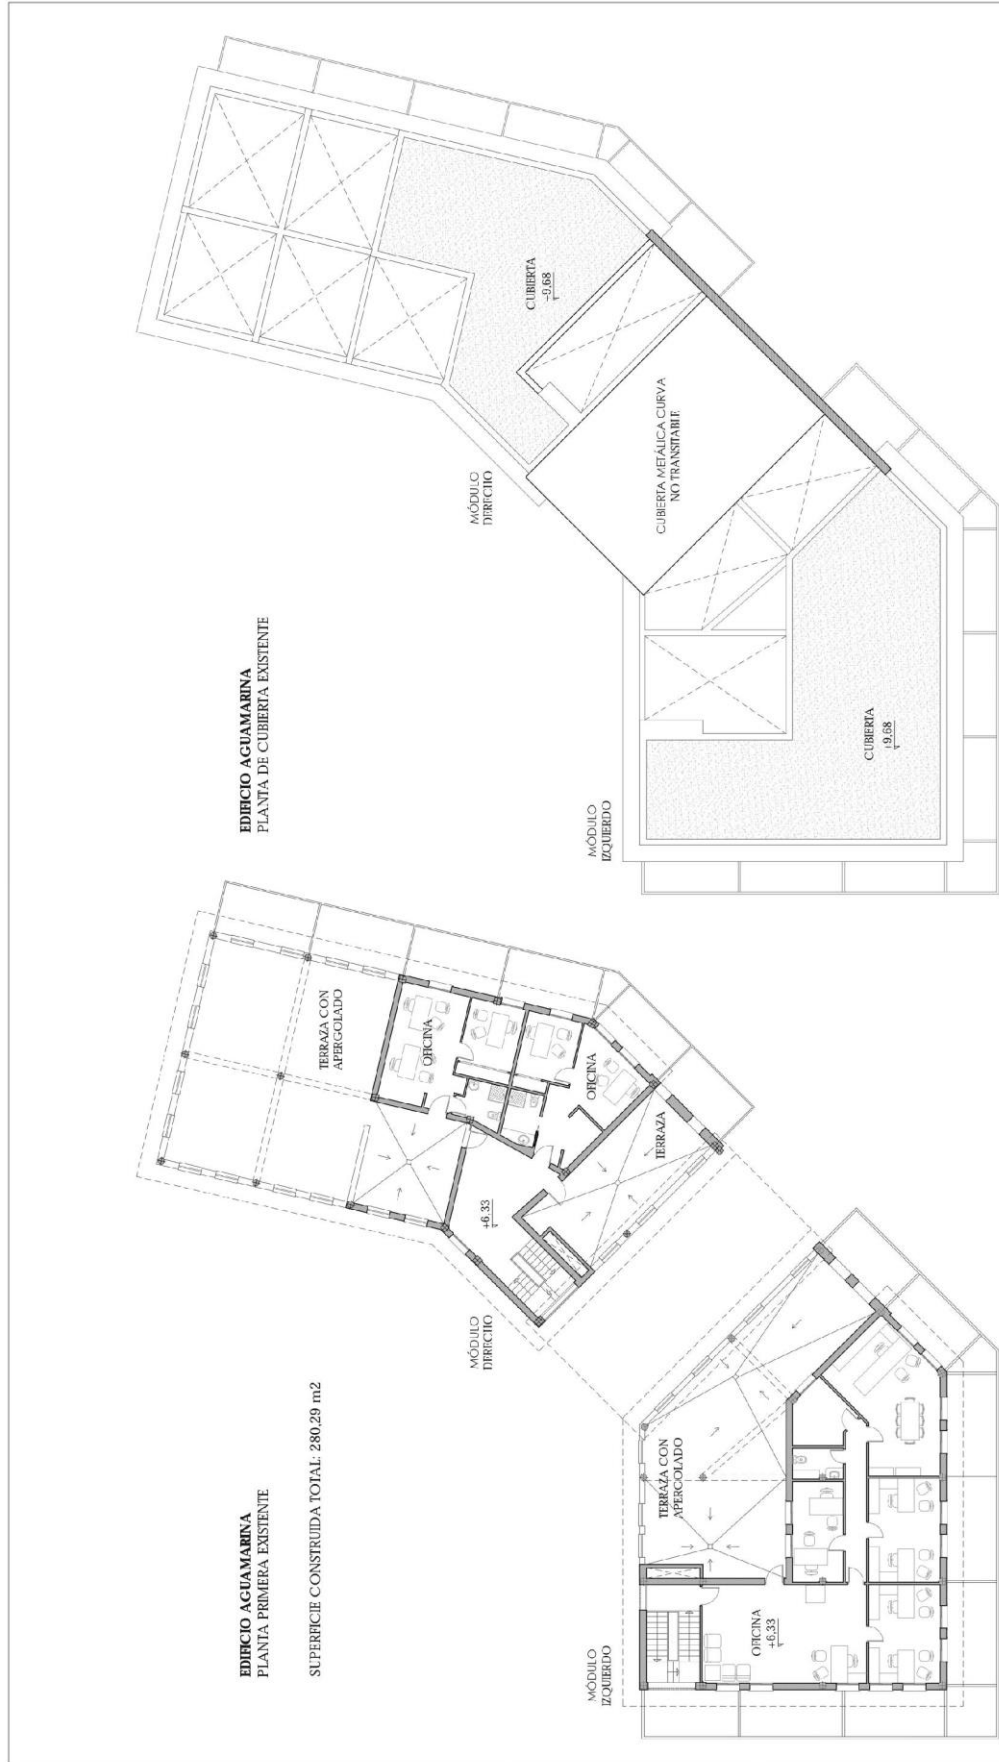 EDIFICIO AGUAMARINA
PLANTA PRIMERA EXISTENTE
SUPERFICIE CONSTRUIDA TOTAL: 280,29 m2
MÓDULO
IZQUIERDO
OFICINA
+6,33
TERRAZA CON
APERGOLADO
MÓDULO
DERECHO
+6,33
TERRAZA
OFICINA
OFICINA
TERRAZA CON
APERGOLADO
EDIFICIO AGUAMARINA
PLANTA DE CUBIERTA EXISTENTE
MÓDULO
IZQUIERDO
CUBIERTA
+9,68
CUBIERTA METÁLICA CURVA
NO TRANSITABLE
MÓDULO
DERECHO
CUBIERTA
+9,68